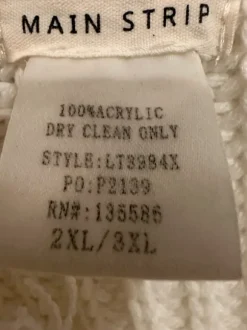 MAIN STRIP
100%ACRYLIC
DRY CLEAN ONLY
STYLE:LT3984X
PO:P2139
RN#:135586
2XL/3XL